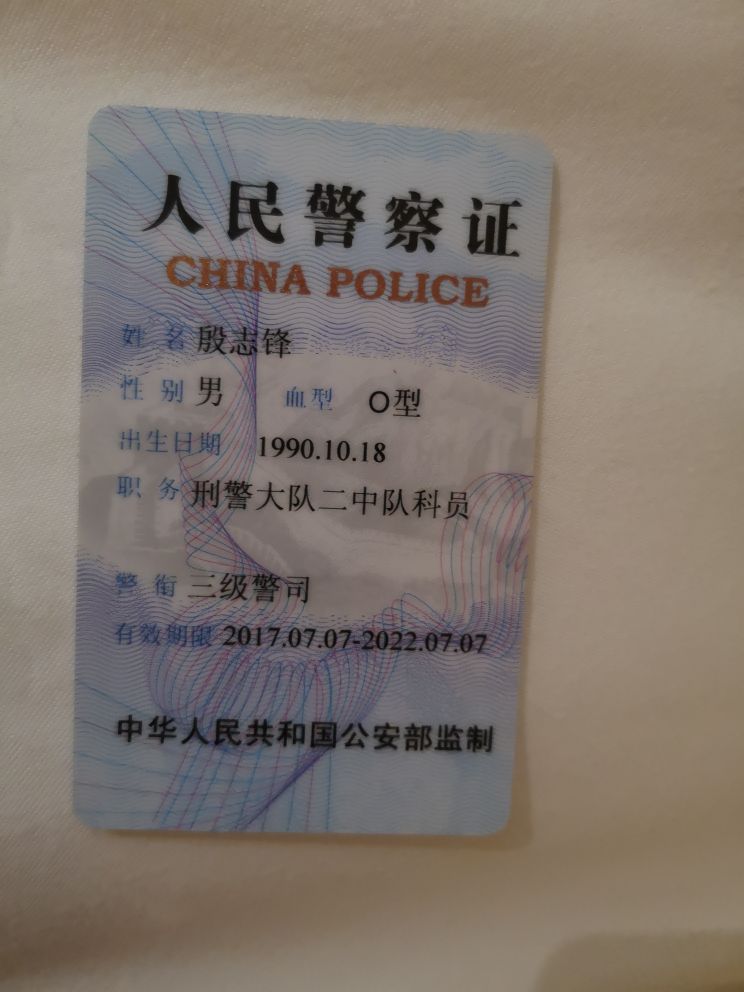 人民警察证
CHINA POLICE
姓 名 殷志锋
性 别 男 血型 O型
出生日期 1990.10.18
职 务 刑警大队二中队科员
警 衔 三级警司
有效期限 2017.07.07-2022.07.07
中华人民共和国公安部监制